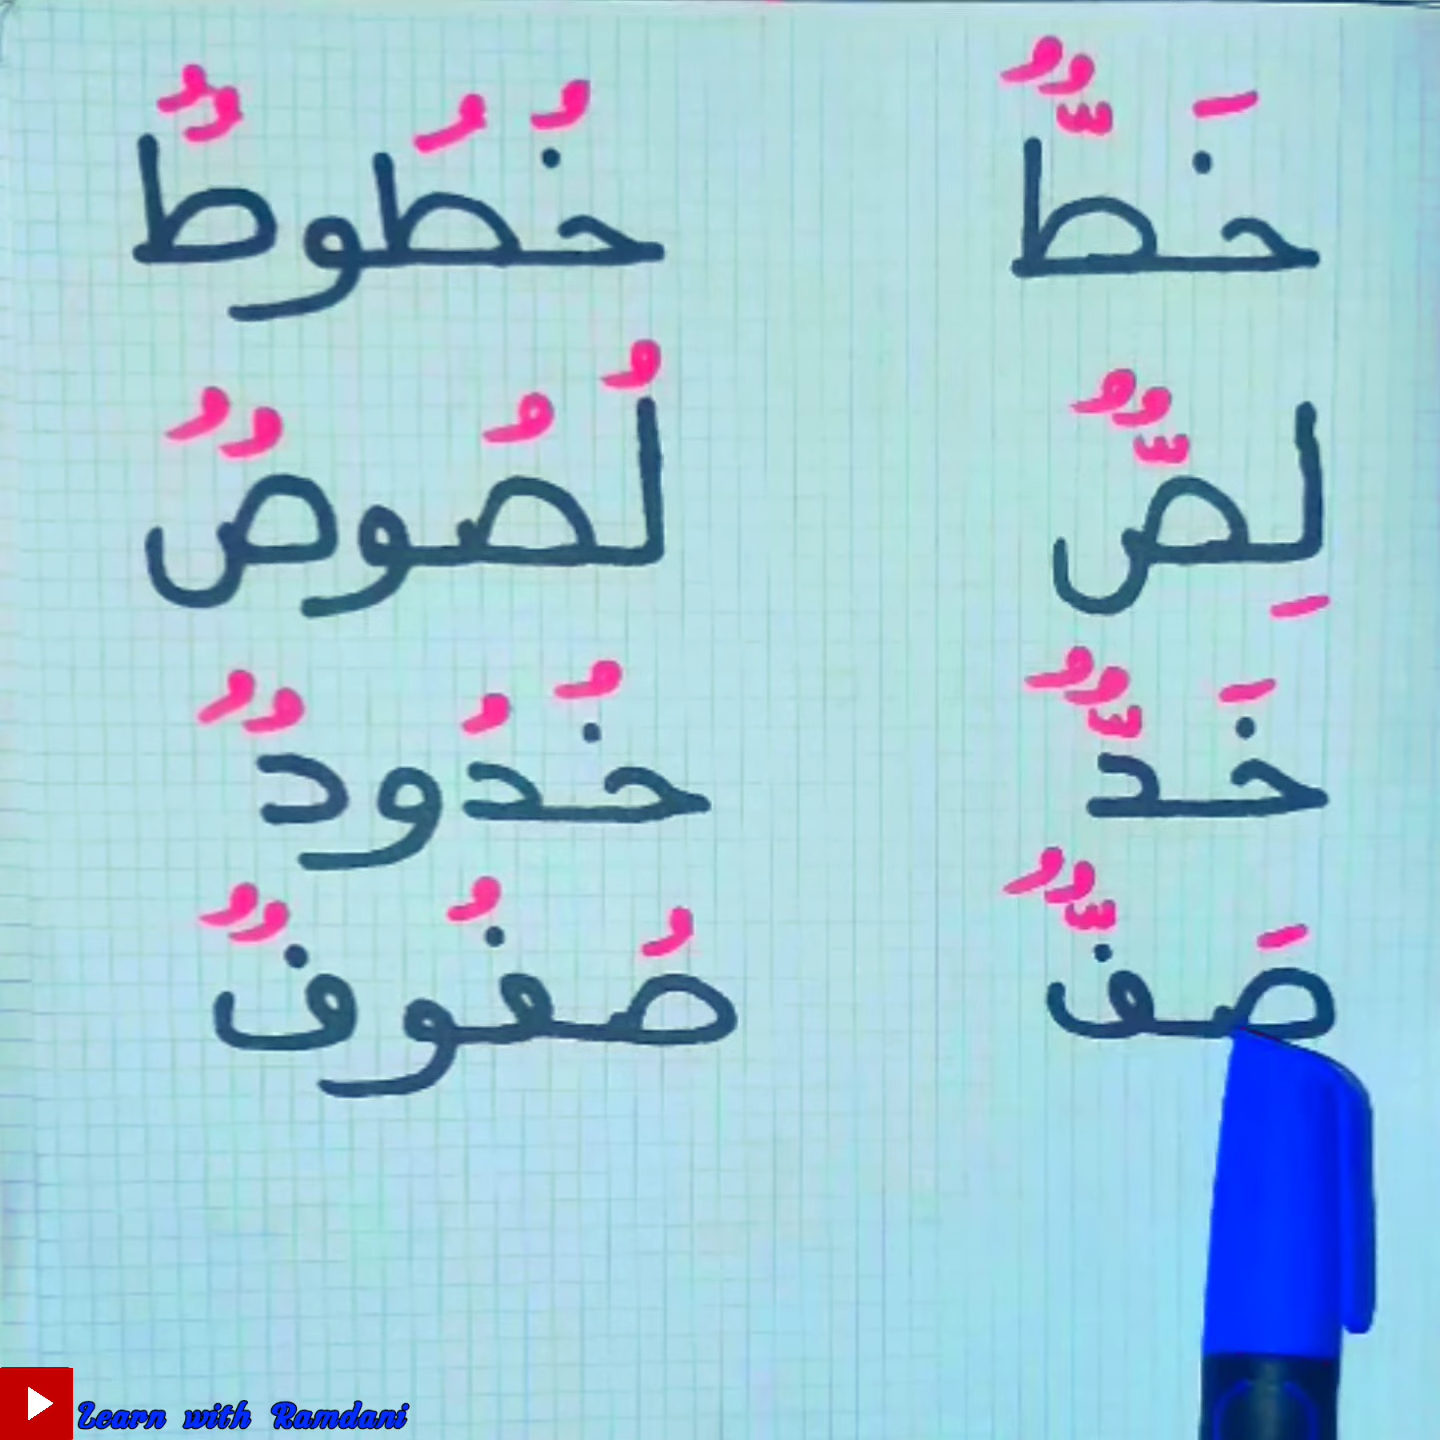 خَطٌّ خُطُوطٌ
لِصٌّ لُصُوصٌ
خَدٌّ خُدُودٌ
صَفٌّ صُفُوفٌ
Learn with Ramdani